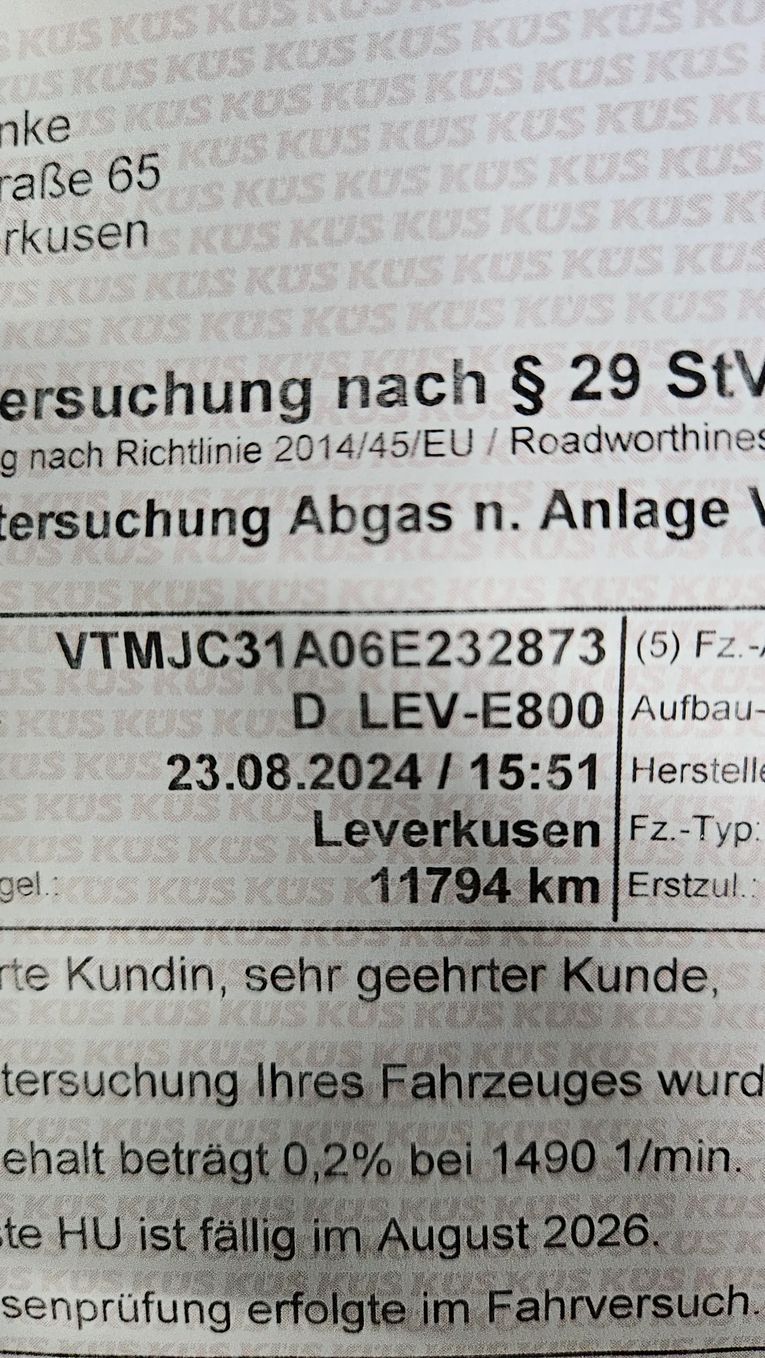 nke
raße 65
rkusen
ersuchung nach § 29 StV
g nach Richtlinie 2014/45/EU / Roadworthines
tersuchung Abgas n. Anlage V
VTMJC31A06E232873 (5) Fz.-A
D LEV-E800 Aufbau-
23.08.2024 / 15:51 Herstelle
Leverkusen Fz.-Typ:
gel.: 11794 km Erstzul.:
rte Kundin, sehr geehrter Kunde,
tersuchung Ihres Fahrzeuges wurd
ehalt beträgt 0,2% bei 1490 1/min.
te HU ist fällig im August 2026.
senprüfung erfolgte im Fahrversuch.